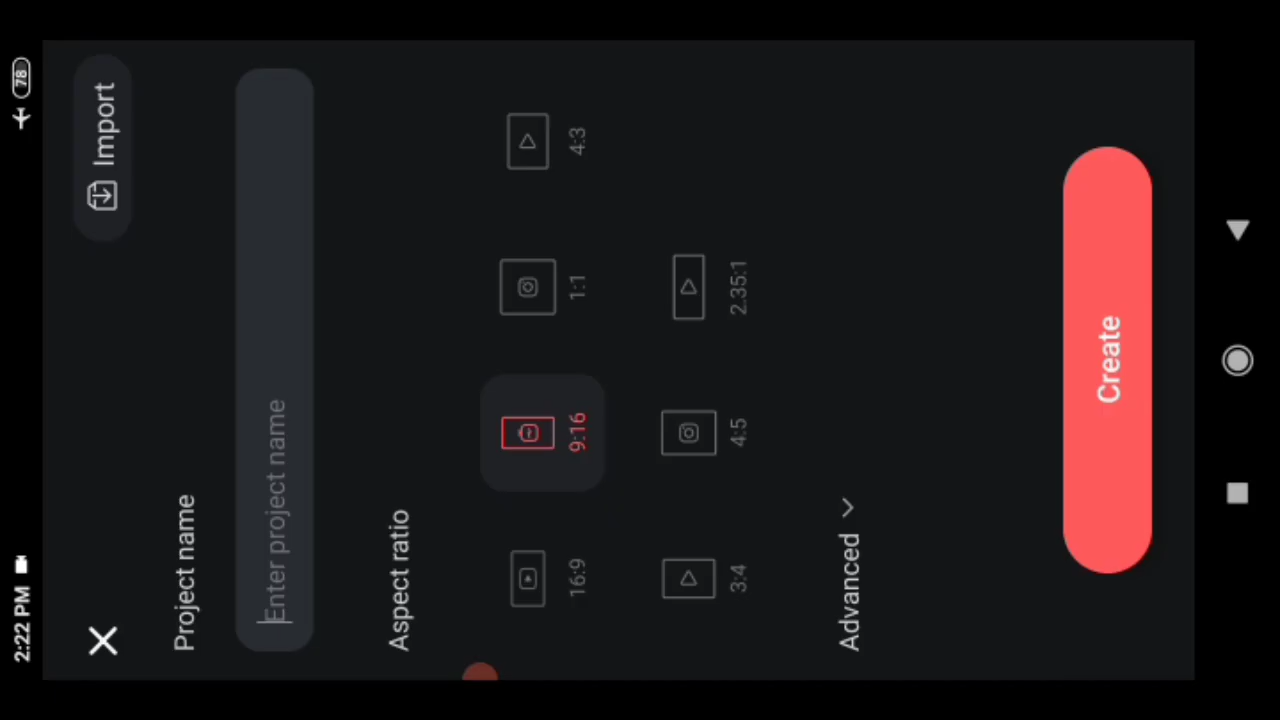 2:22 PM
78
Import
Project name
Enter project name
Aspect ratio
16:9
9:16
1:1
4:3
3:4
4:5
2.35:1
Advanced
Create